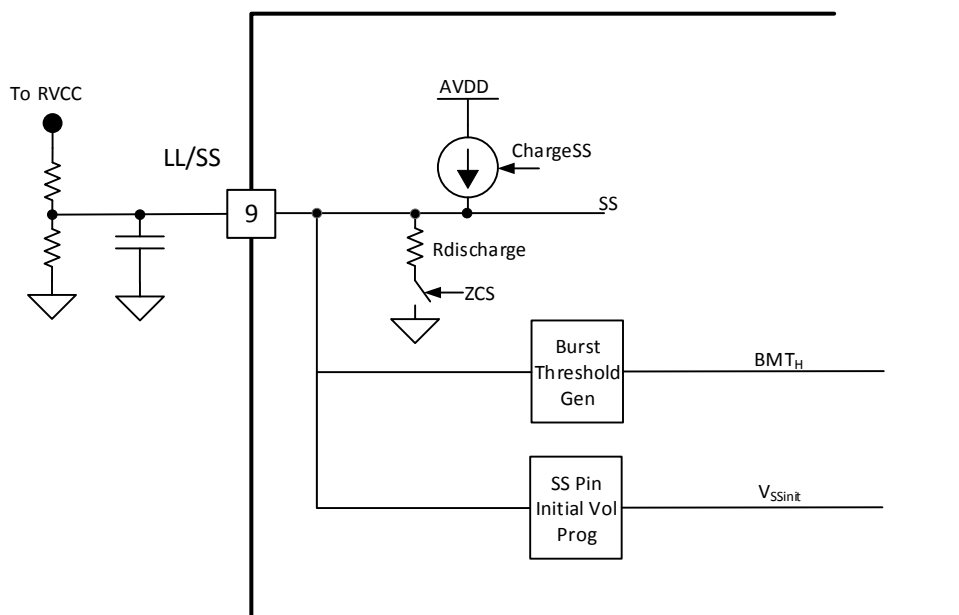 AVDD
To RVCC
ChargeSS
LL/SS
SS
9
Rdischarge
ZCS
Burst
Threshold
Gen
BMTH
SS Pin
Initial Vol
Prog
VSSinit